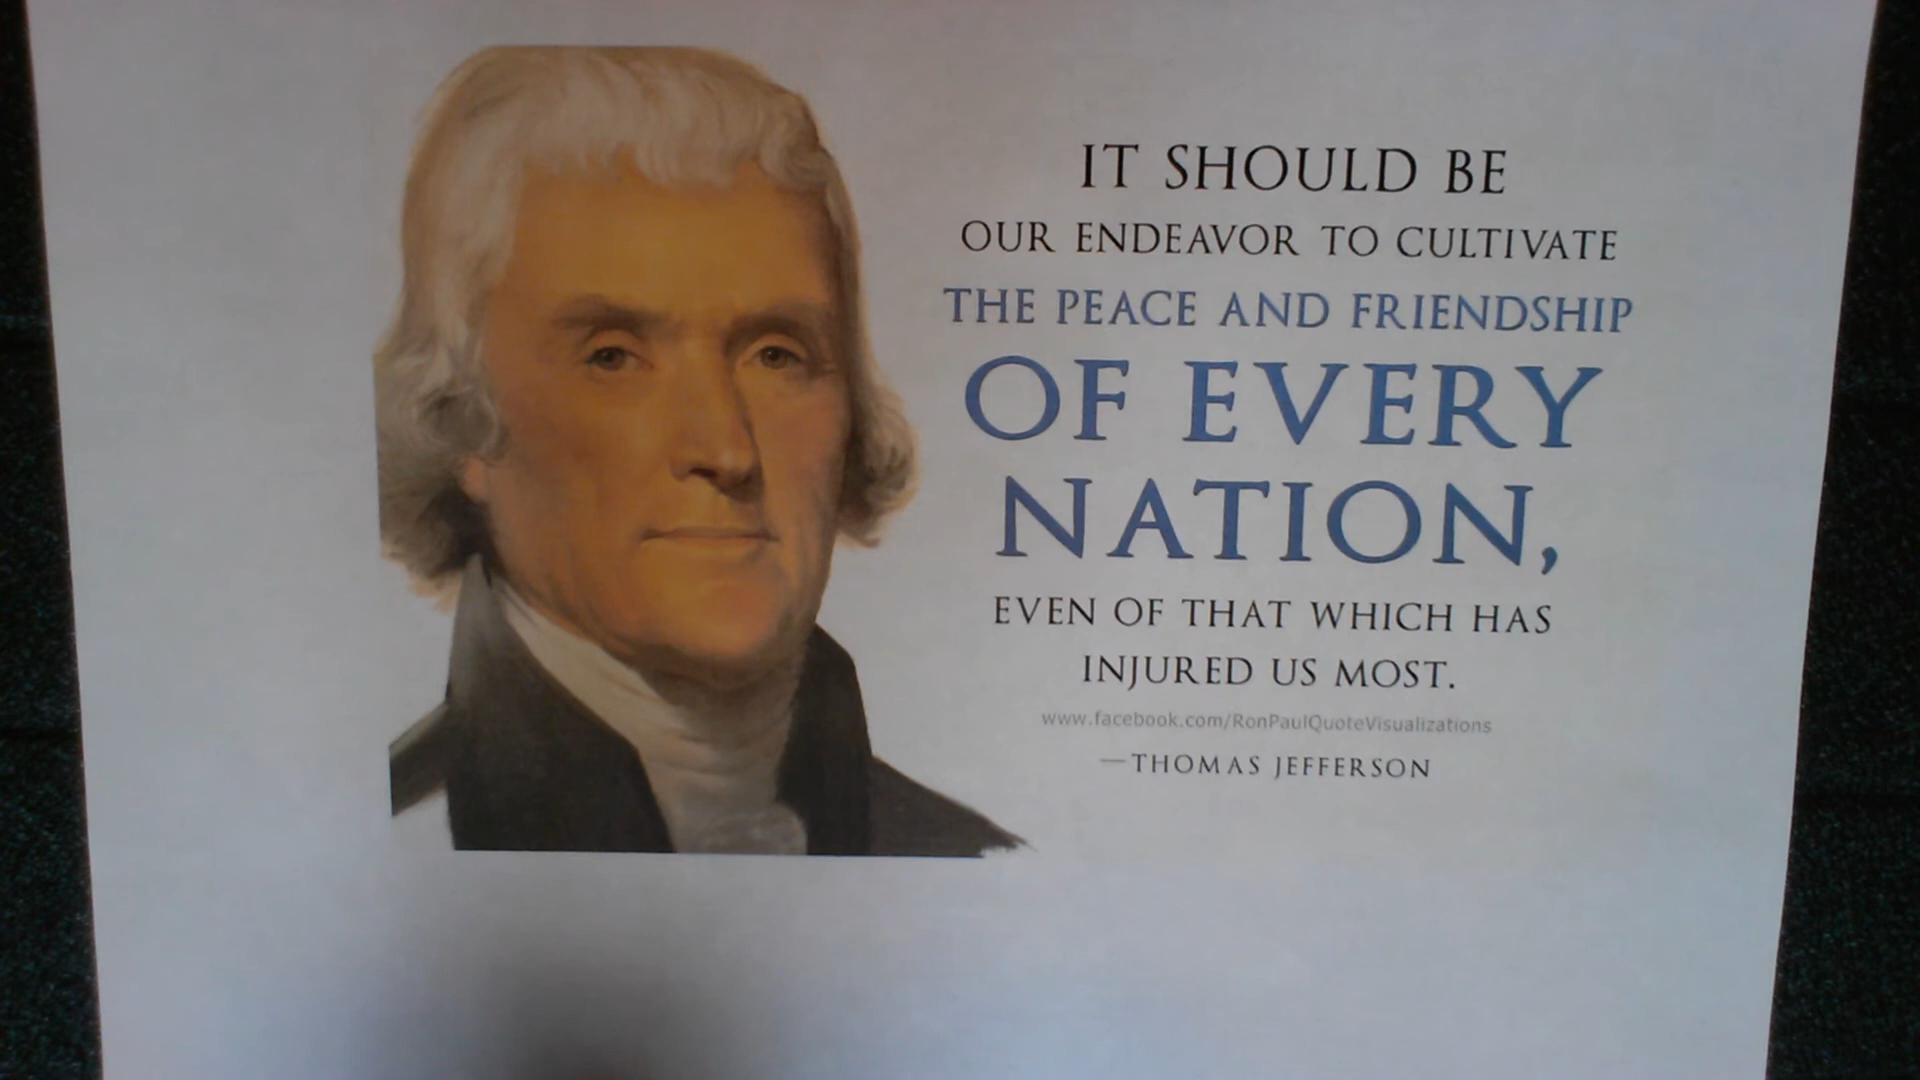 IT SHOULD BE
OUR ENDEAVOR TO CULTIVATE
THE PEACE AND FRIENDSHIP
OF EVERY
NATION,
EVEN OF THAT WHICH HAS
INJURED US MOST.
www.facebook.com/RonPaulQuoteVisualizations
—THOMAS JEFFERSON